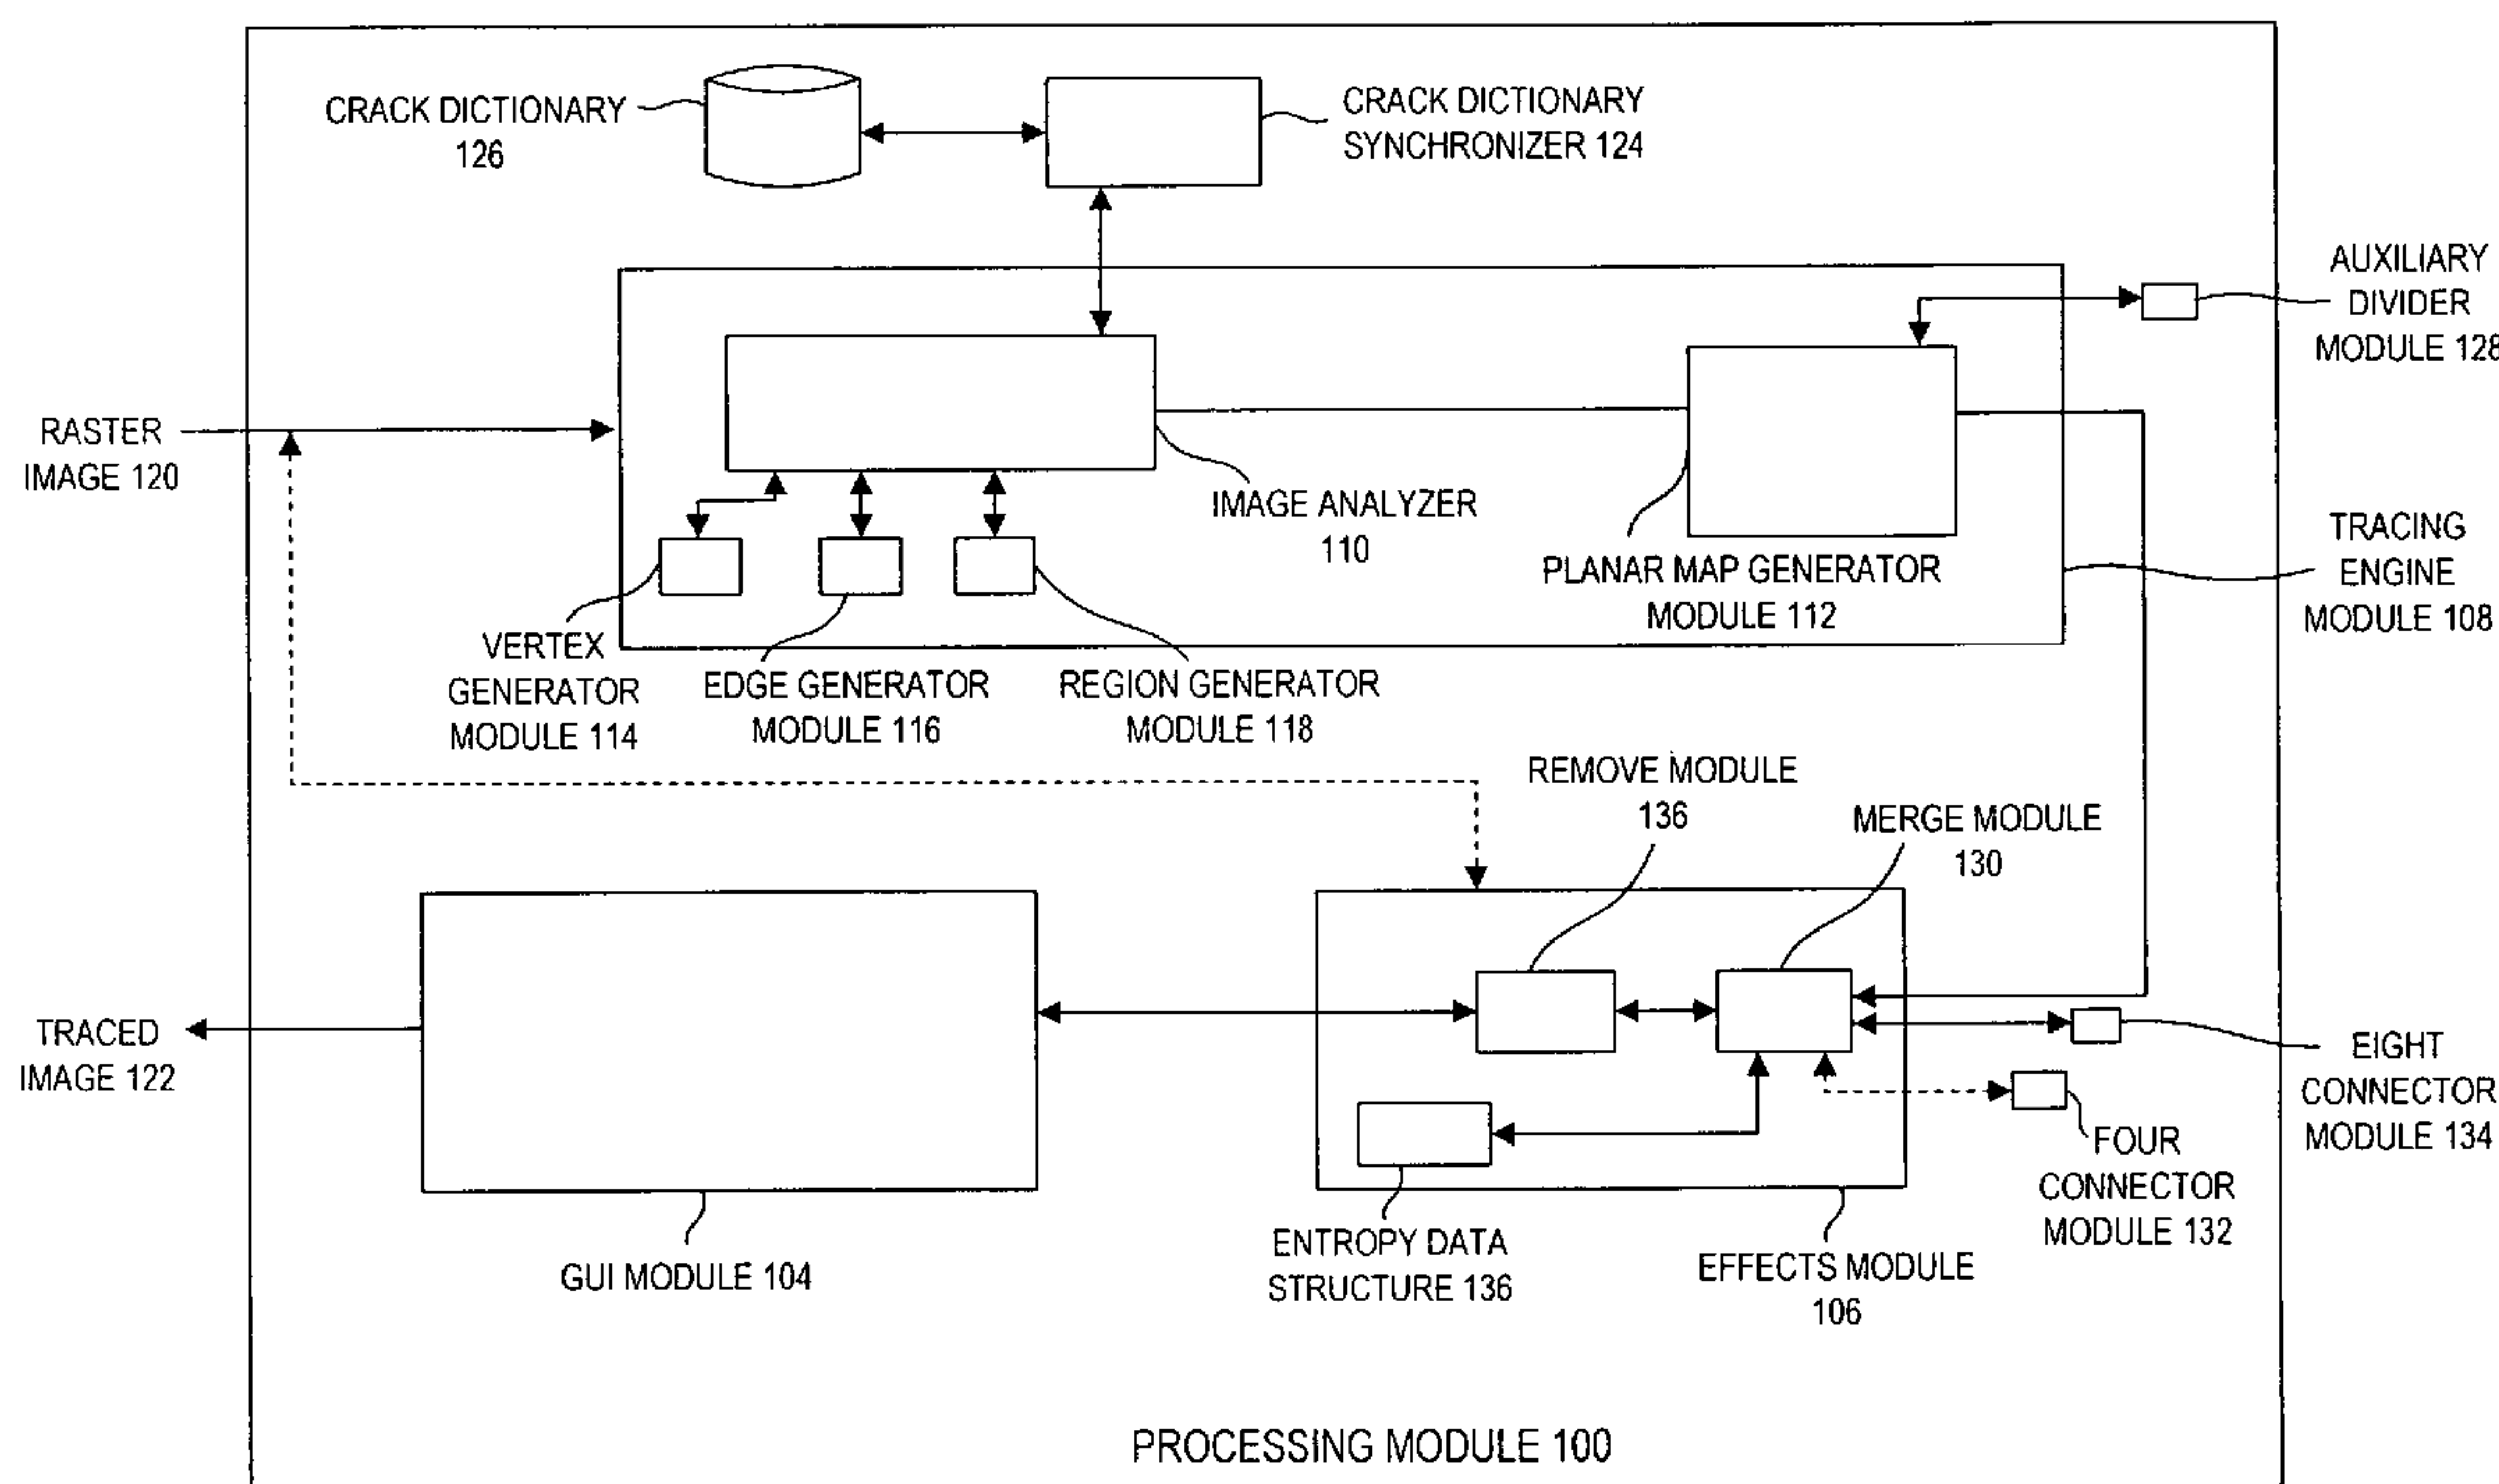 CRACK DICTIONARY
126
CRACK DICTIONARY
SYNCHRONIZER 124
AUXILIARY
DIVIDER
MODULE 128
RASTER
IMAGE 120
IMAGE ANALYZER
110
PLANAR MAP GENERATOR
MODULE 112
TRACING
ENGINE
MODULE 108
VERTEX
GENERATOR
MODULE 114
EDGE GENERATOR
MODULE 116
REGION GENERATOR
MODULE 118
REMOVE MODULE
136
MERGE MODULE
130
TRACED
IMAGE 122
EIGHT
CONNECTOR
MODULE 134
FOUR
CONNECTOR
MODULE 132
GUI MODULE 104
ENTROPY DATA
STRUCTURE 136
EFFECTS MODULE
106
PROCESSING MODULE 100